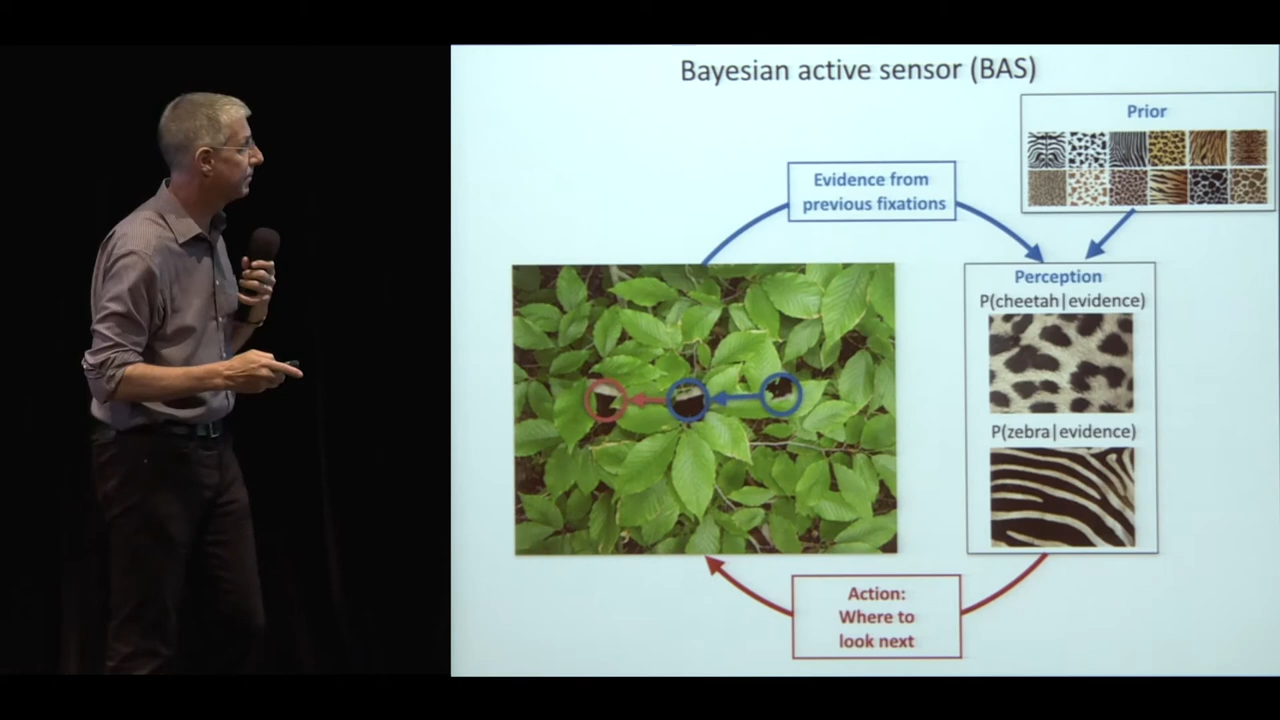 Bayesian active sensor (BAS)
Prior
Evidence from
previous fixations
Perception
P(cheetah|evidence)
P(zebra|evidence)
Action:
Where to
look next